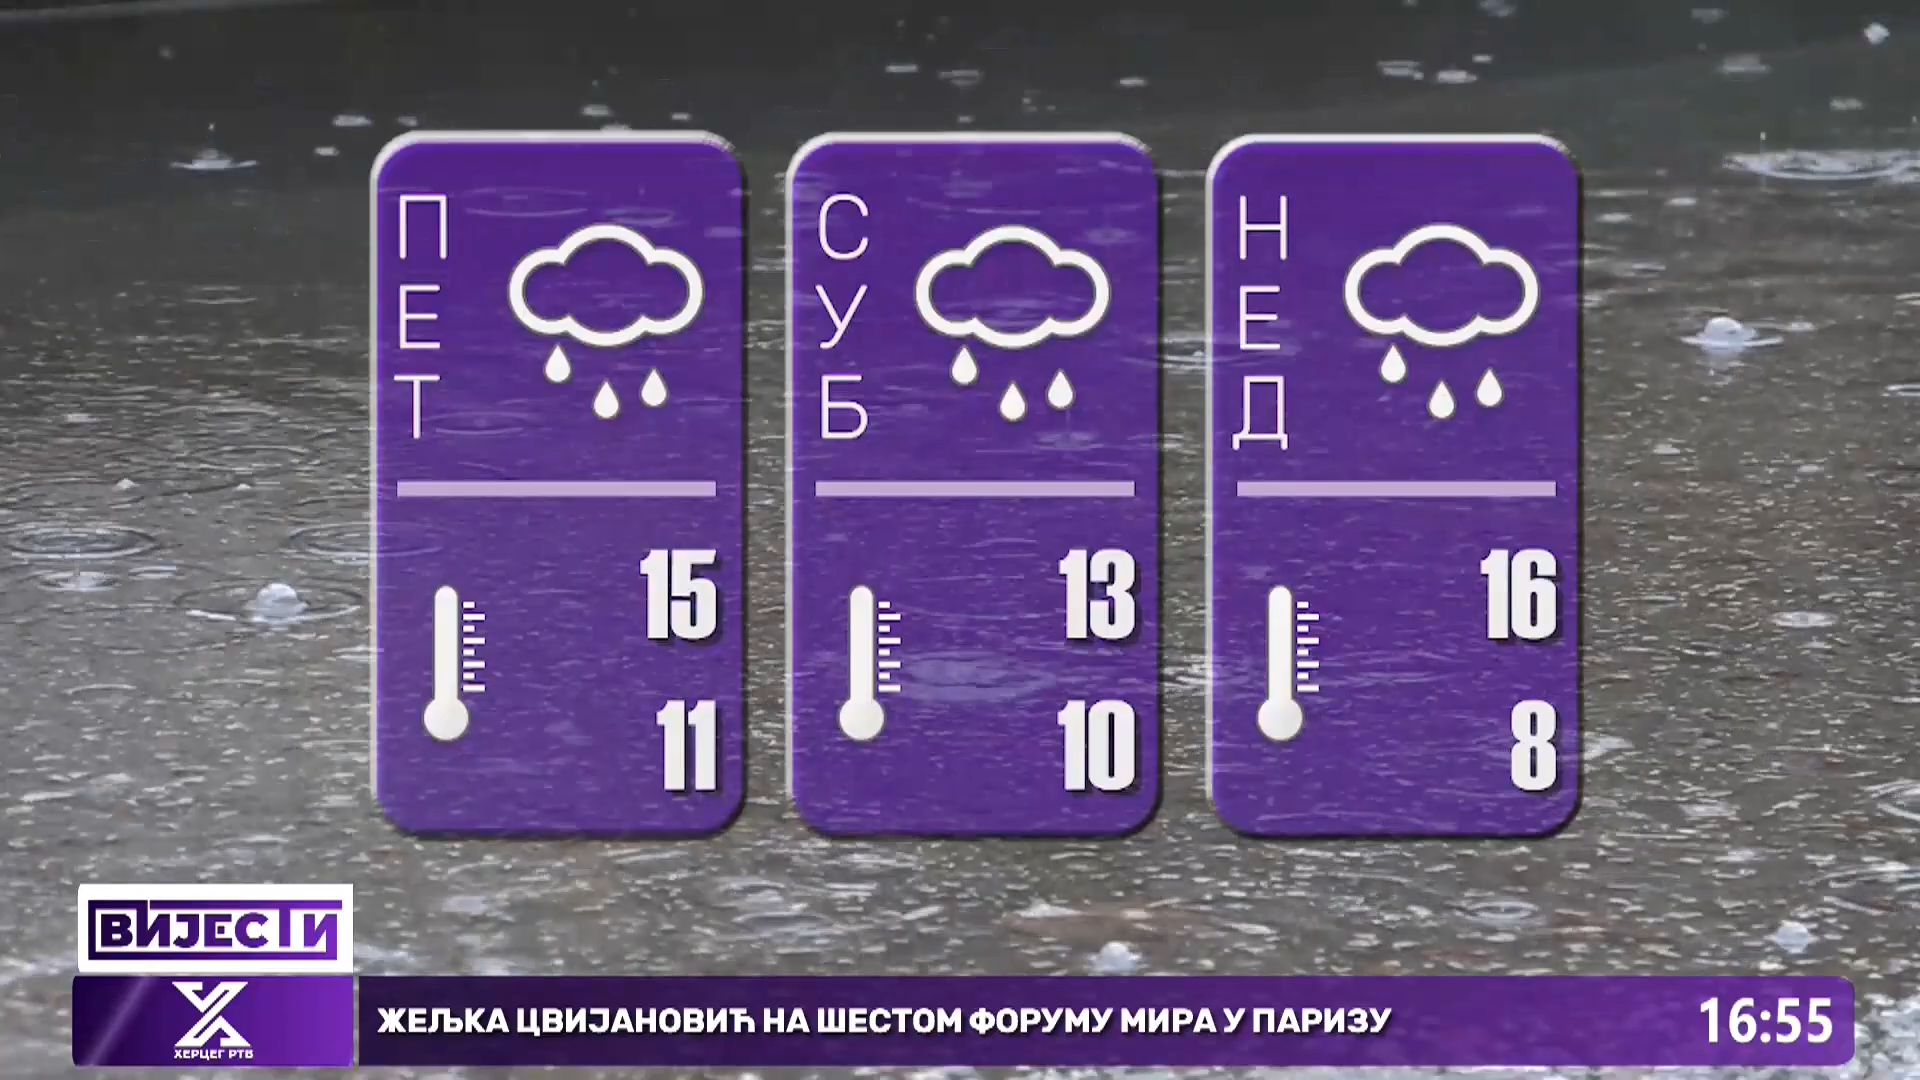 ПЕТ
15
11
СУБ
13
10
НЕД
16
8
ВИЈЕСТИ
ХЕРЦЕГ РТВ
ЖЕЉКА ЦВИЈАНОВИЋ НА ШЕСТОМ ФОРУМУ МИРА У ПАРИЗУ
16:55